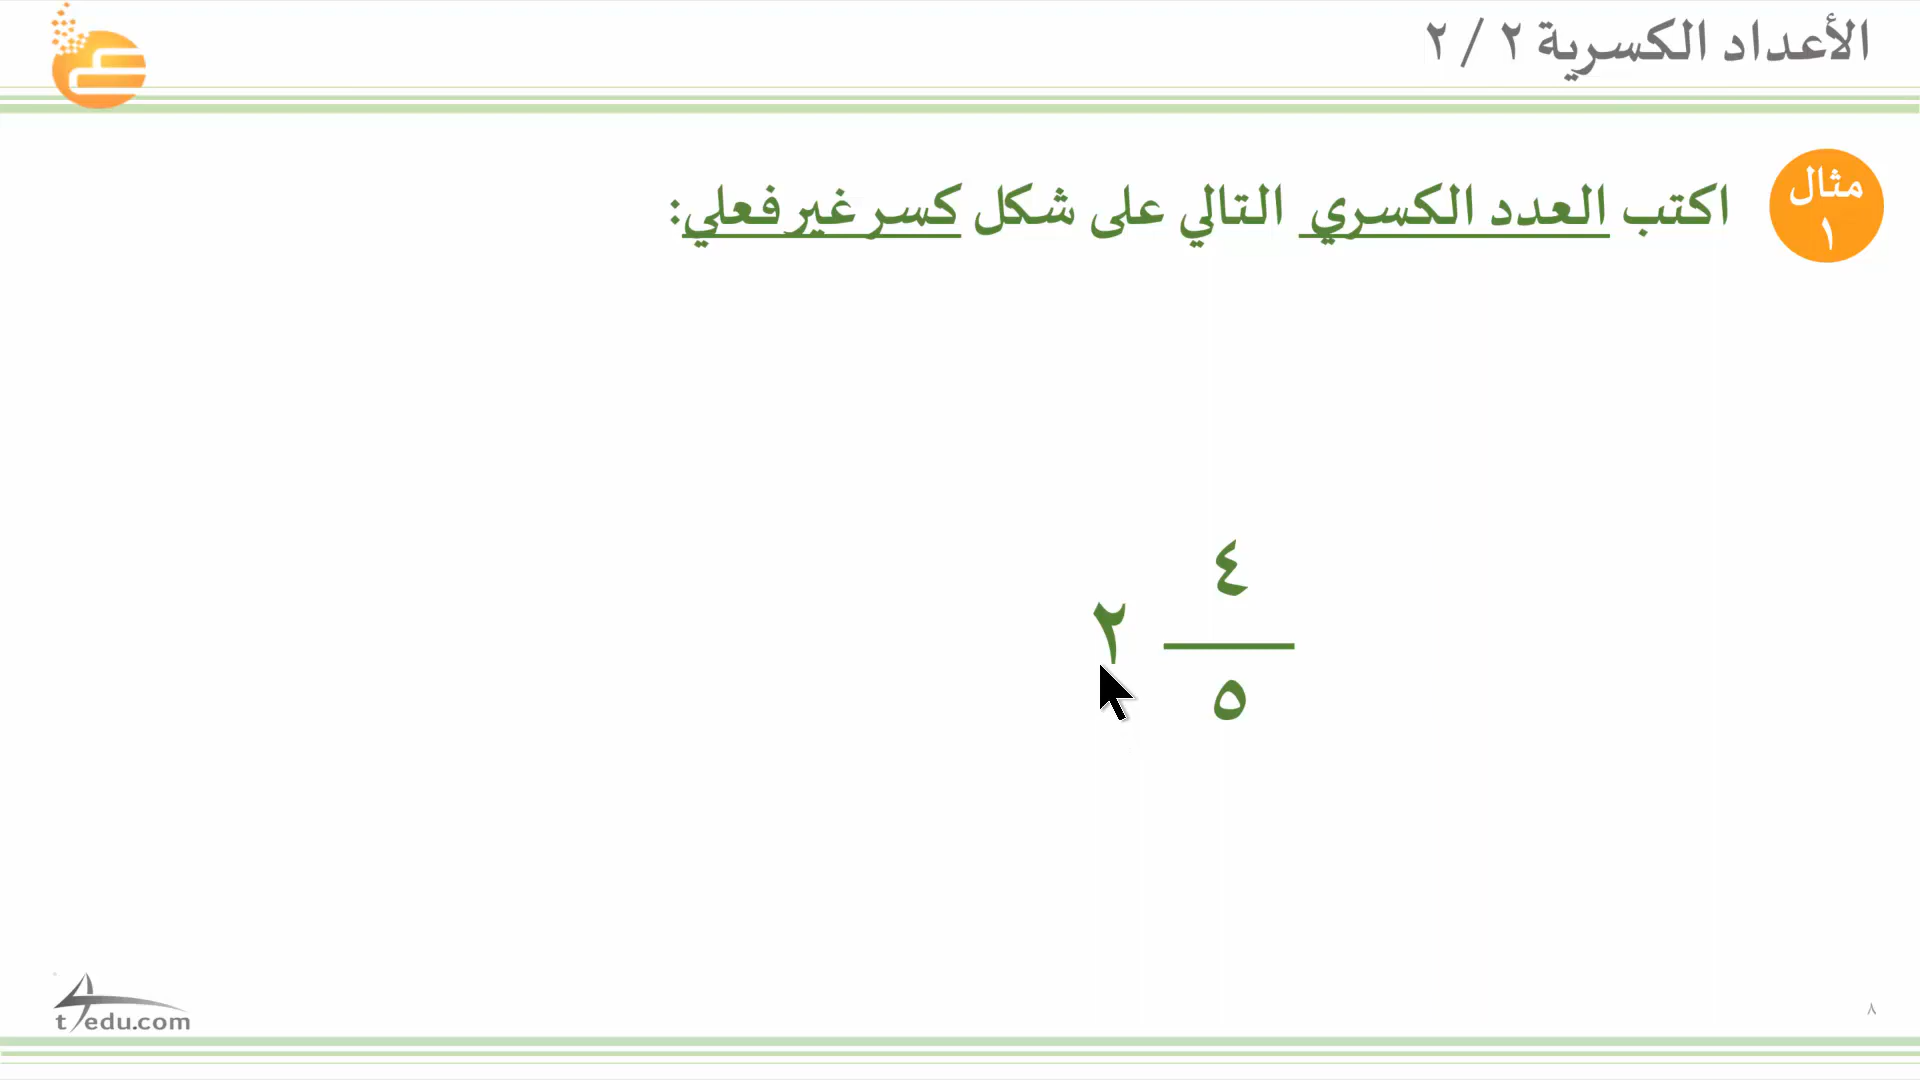 الأعداد الكسرية ٢ / ٢
مثال
١
اكتب العدد الكسري التالي على شكل كسر غير فعلي:
٤
٢
٥
t4edu.com
٨